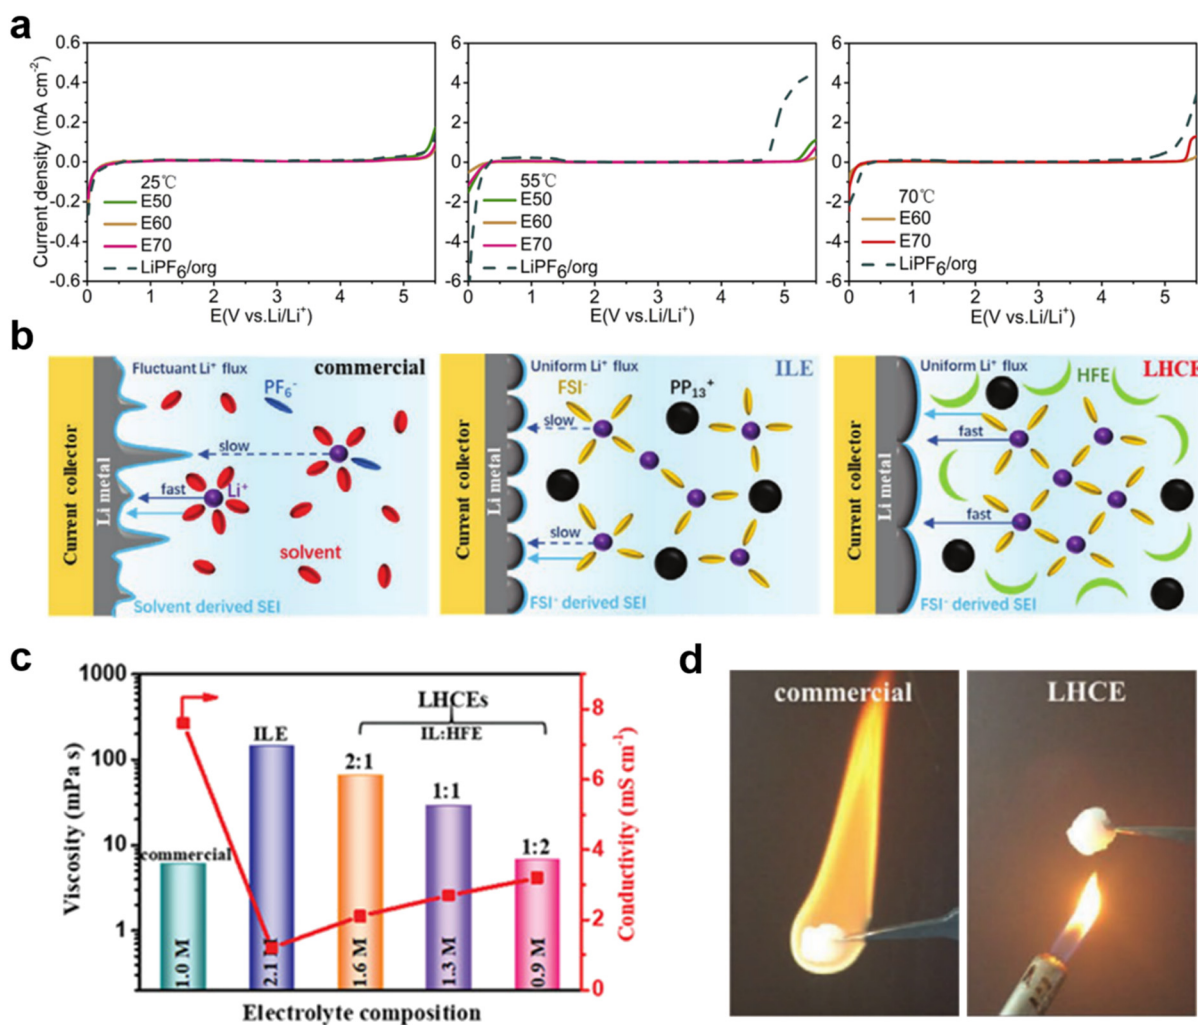 a
Current density (mA cm-2)
0.6
0.4
0.2
0.0
-0.2
-0.4
-0.6
25℃
E50
E60
E70
LiPF6/org
0 1 2 3 4 5
E(V vs.Li/Li+)
6
4
2
0
-2
-4
-6
55℃
E50
E60
E70
LiPF6/org
0 1 2 3 4 5
E(V vs.Li/Li+)
6
4
2
0
-2
-4
-6
70℃
E60
E70
LiPF6/org
0 1 2 3 4 5
E(V vs.Li/Li+)
b
Current collector
Li metal
Fluctuant Li+ flux
commercial
PF6-
slow
fast
Li+
solvent
Solvent derived SEI
Current collector
Li metal
Uniform Li+ flux
ILE
FSI-
PP13+
slow
slow
FSI- derived SEI
Current collector
Li metal
Uniform Li+ flux
LHCE
HFE
fast
fast
FSI- derived SEI
c
Viscosity (mPa s)
1000
100
10
1
commercial
ILE
LHCEs
IL:HFE
2:1
1:1
1:2
1.0 M
2.1 M
1.6 M
1.3 M
0.9 M
8
6
4
2
0
Conductivity (mS cm-1)
Electrolyte composition
d
commercial
LHCE